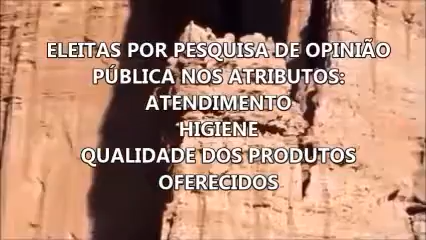 ELEITAS POR PESQUISA DE OPINIÃO
PÚBLICA NOS ATRIBUTOS:
ATENDIMENTO
HIGIENE
QUALIDADE DOS PRODUTOS
OFERECIDOS